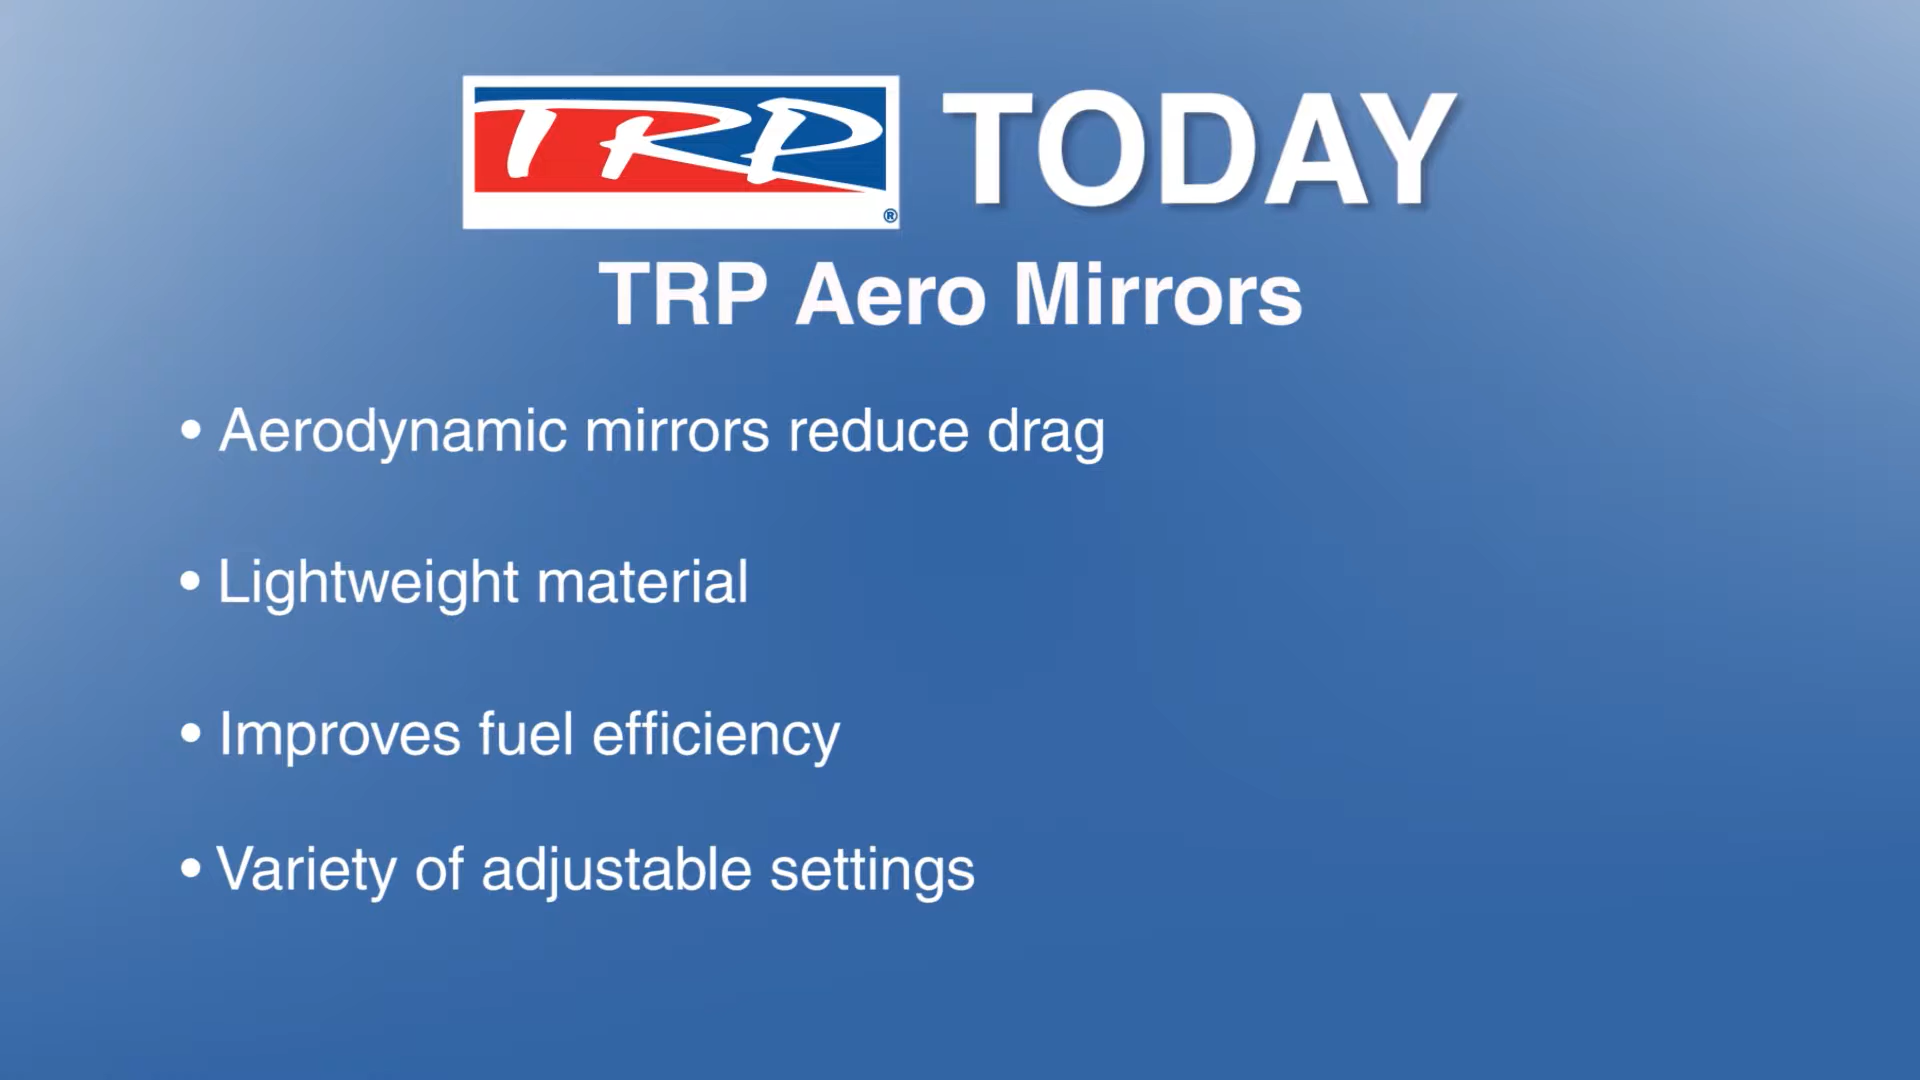 TRP ® TODAY
TRP Aero Mirrors
• Aerodynamic mirrors reduce drag
• Lightweight material
• Improves fuel efficiency
• Variety of adjustable settings